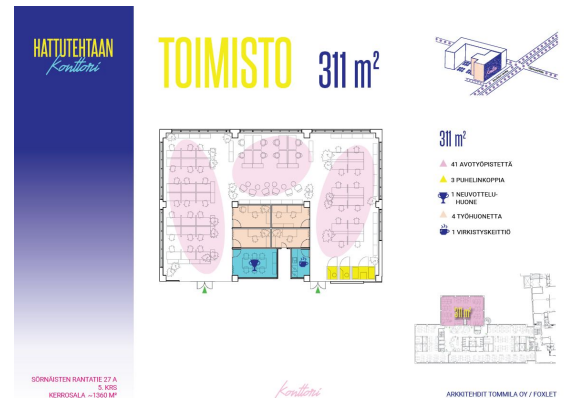 HATTUTEHTAAN
Konttori
TOIMISTO 311 m²
311 m²
41 AVOTYÖPISTETTÄ
3 PUHELINKOPPIA
1 NEUVOTTELU-
HUONE
4 TYÖHUONETTA
1 VIRKISTYSKEITTIÖ
311 m²
SÖRNÄISTEN RANTATIE 27 A
5. KRS
KERROSALA ~1360 M²
Konttori
ARKKITEHDIT TOMMILA OY / FOXLET